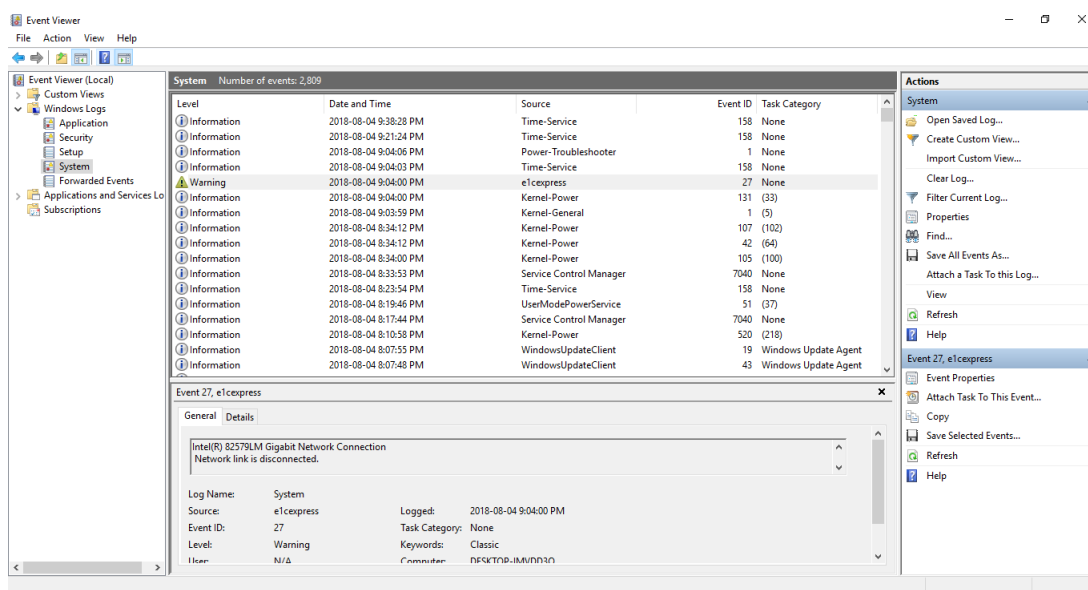 Event Viewer
File Action View Help
Event Viewer (Local)
Custom Views
Windows Logs
Application
Security
Setup
System
Forwarded Events
Applications and Services Lo
Subscriptions
System Number of events: 2,809
Level Date and Time Source Event ID Task Category
Information 2018-08-04 9:38:28 PM Time-Service 158 None
Information 2018-08-04 9:21:24 PM Time-Service 158 None
Information 2018-08-04 9:04:06 PM Power-Troubleshooter 1 None
Information 2018-08-04 9:04:03 PM Time-Service 158 None
Warning 2018-08-04 9:04:00 PM e1cexpress 27 None
Information 2018-08-04 9:04:00 PM Kernel-Power 131 (33)
Information 2018-08-04 9:03:59 PM Kernel-General 1 (5)
Information 2018-08-04 8:34:12 PM Kernel-Power 107 (102)
Information 2018-08-04 8:34:12 PM Kernel-Power 42 (64)
Information 2018-08-04 8:34:00 PM Kernel-Power 105 (100)
Information 2018-08-04 8:33:53 PM Service Control Manager 7040 None
Information 2018-08-04 8:23:54 PM Time-Service 158 None
Information 2018-08-04 8:19:46 PM UserModePowerService 51 (37)
Information 2018-08-04 8:17:44 PM Service Control Manager 7040 None
Information 2018-08-04 8:10:58 PM Kernel-Power 520 (218)
Information 2018-08-04 8:07:55 PM WindowsUpdateClient 19 Windows Update Agent
Information 2018-08-04 8:07:48 PM WindowsUpdateClient 43 Windows Update Agent
Event 27, e1cexpress
General Details
Intel(R) 82579LM Gigabit Network Connection
Network link is disconnected.
Log Name: System
Source: e1cexpress Logged: 2018-08-04 9:04:00 PM
Event ID: 27 Task Category: None
Level: Warning Keywords: Classic
User: N/A Computer: DESKTOP-IMVDD3O
Actions
System
Open Saved Log...
Create Custom View...
Import Custom View...
Clear Log...
Filter Current Log...
Properties
Find...
Save All Events As...
Attach a Task To this Log...
View
Refresh
Help
Event 27, e1cexpress
Event Properties
Attach Task To This Event...
Copy
Save Selected Events...
Refresh
Help